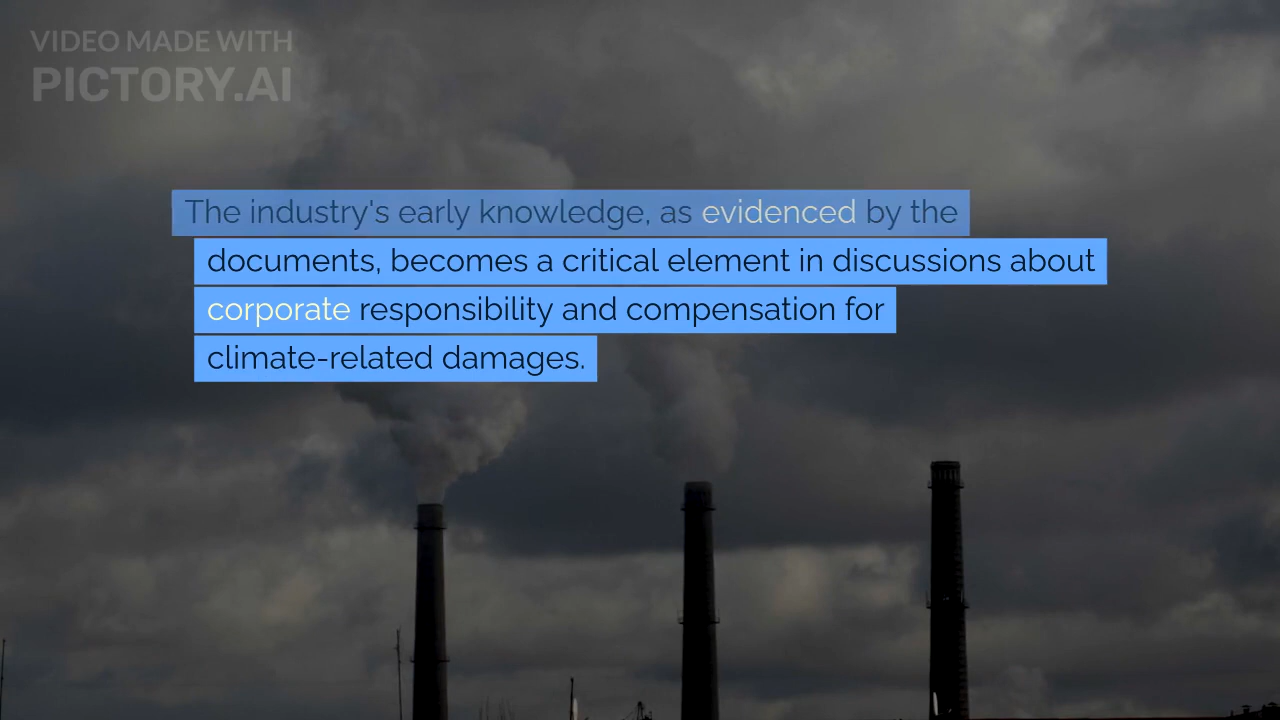 VIDEO MADE WITH
PICTORY.AI
The industry's early knowledge, as evidenced by the
documents, becomes a critical element in discussions about
corporate responsibility and compensation for
climate-related damages.